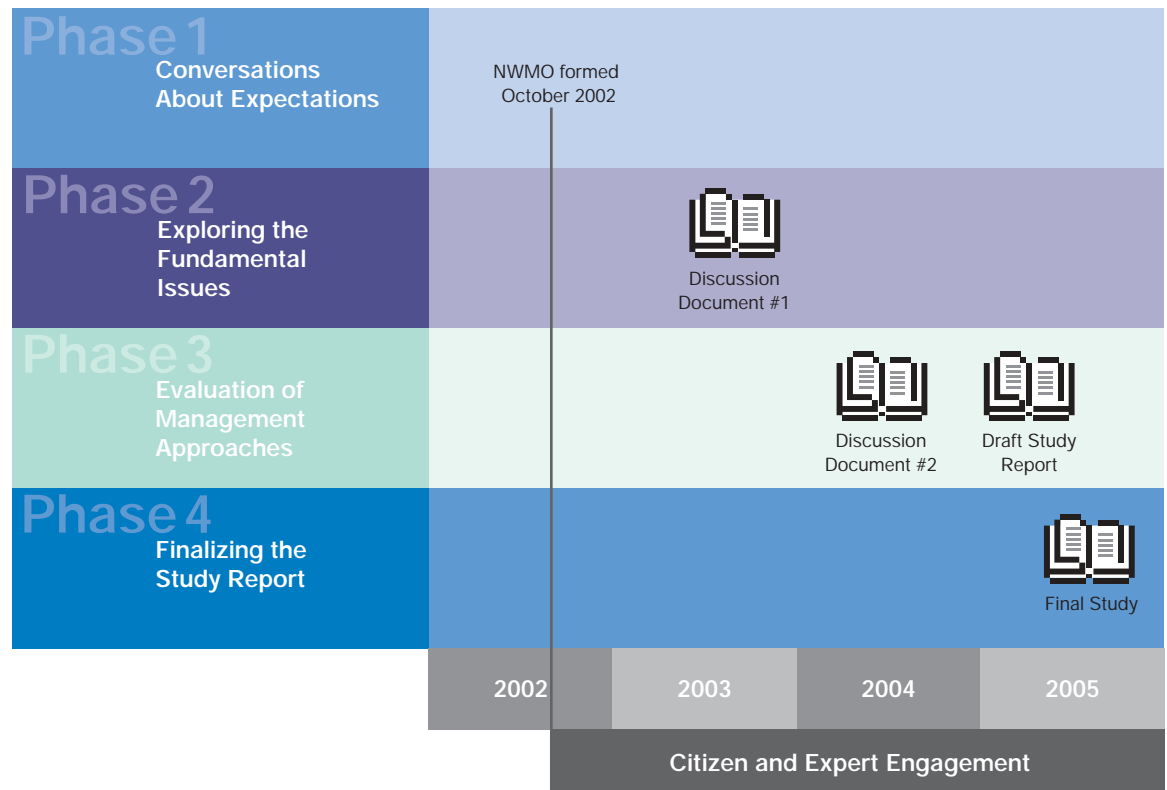 Phase 1
Conversations
About Expectations
NWMO formed
October 2002
Phase 2
Exploring the
Fundamental
Issues
Discussion
Document #1
Phase 3
Evaluation of
Management
Approaches
Discussion
Document #2
Draft Study
Report
Phase 4
Finalizing the
Study Report
Final Study
2002
2003
2004
2005
Citizen and Expert Engagement